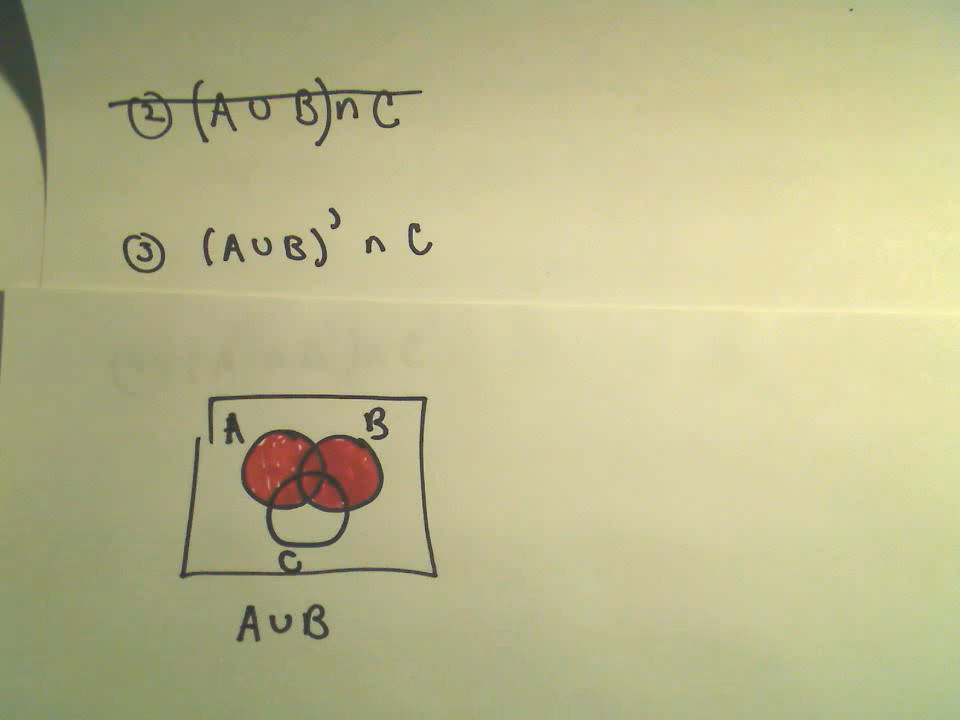 ② (A ∪ B) ∩ C
③ (A ∪ B)' ∩ C
A B
C
A ∪ B